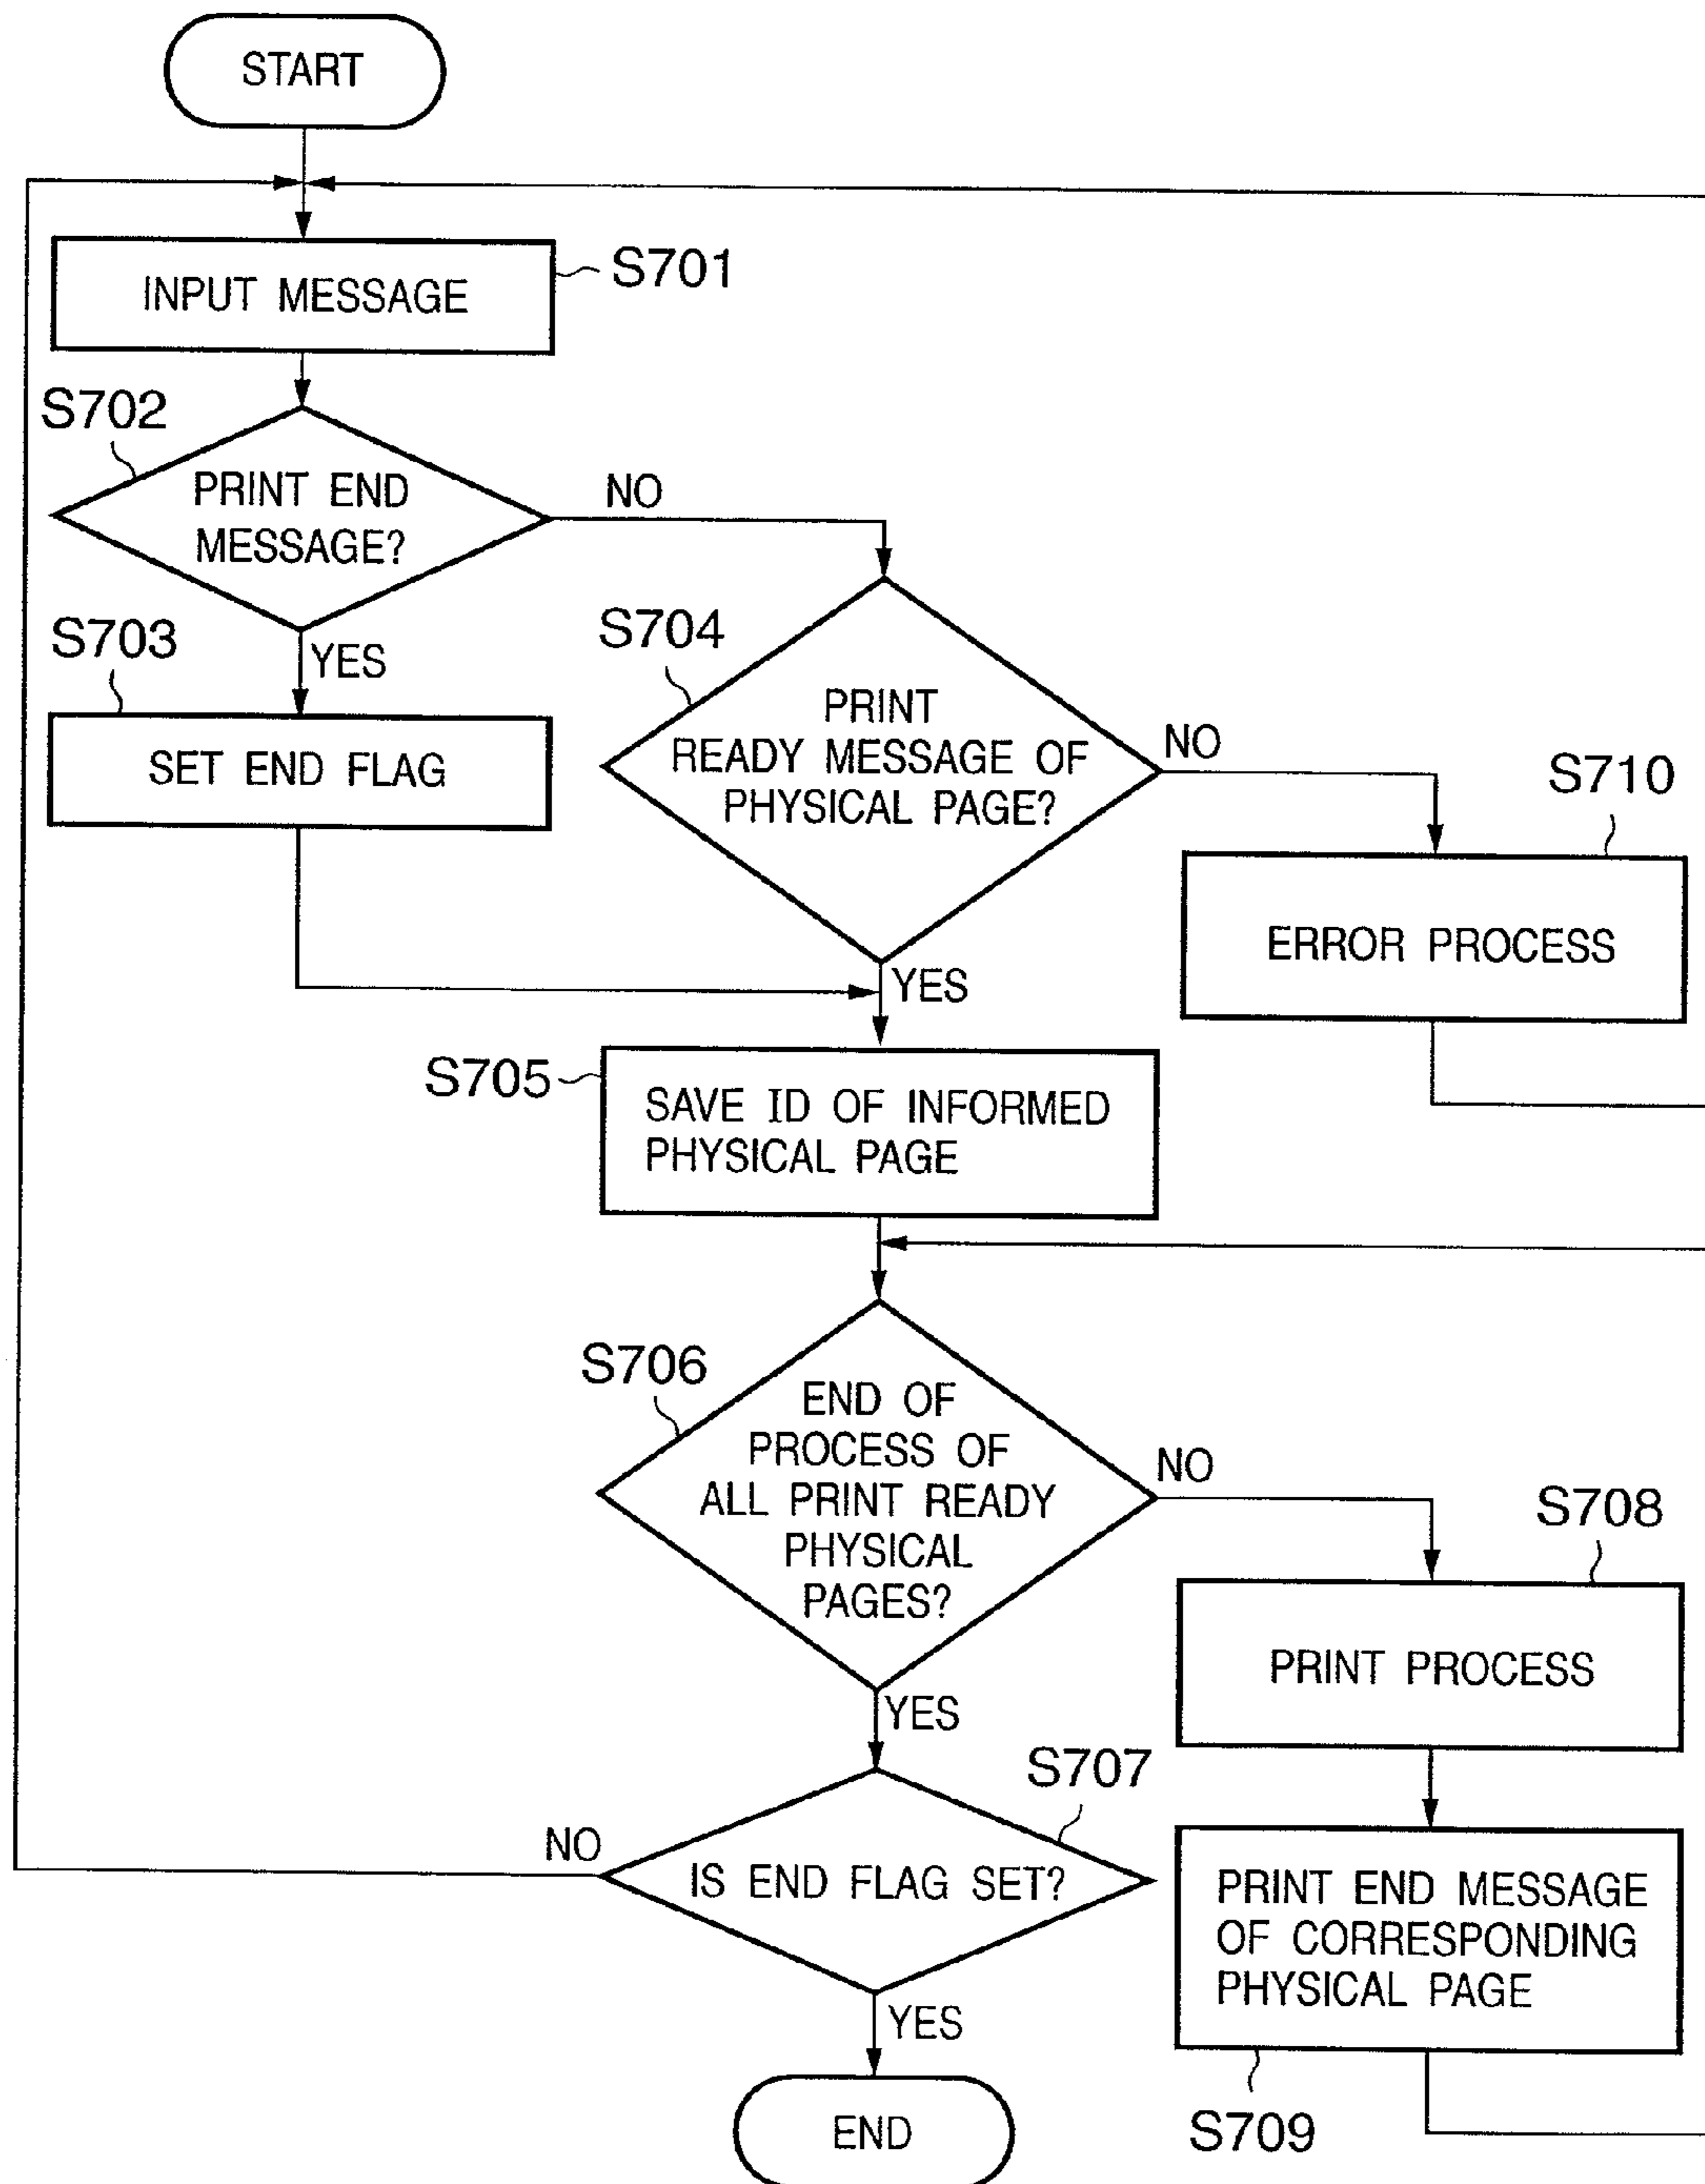 START
INPUT MESSAGE
S701
S702
PRINT END
MESSAGE?
NO
YES
S703
SET END FLAG
S704
PRINT
READY MESSAGE OF
PHYSICAL PAGE?
NO
YES
S710
ERROR PROCESS
S705
SAVE ID OF INFORMED
PHYSICAL PAGE
S706
END OF
PROCESS OF
ALL PRINT READY
PHYSICAL
PAGES?
NO
YES
S708
PRINT PROCESS
S707
IS END FLAG SET?
NO
YES
PRINT END MESSAGE
OF CORRESPONDING
PHYSICAL PAGE
S709
END